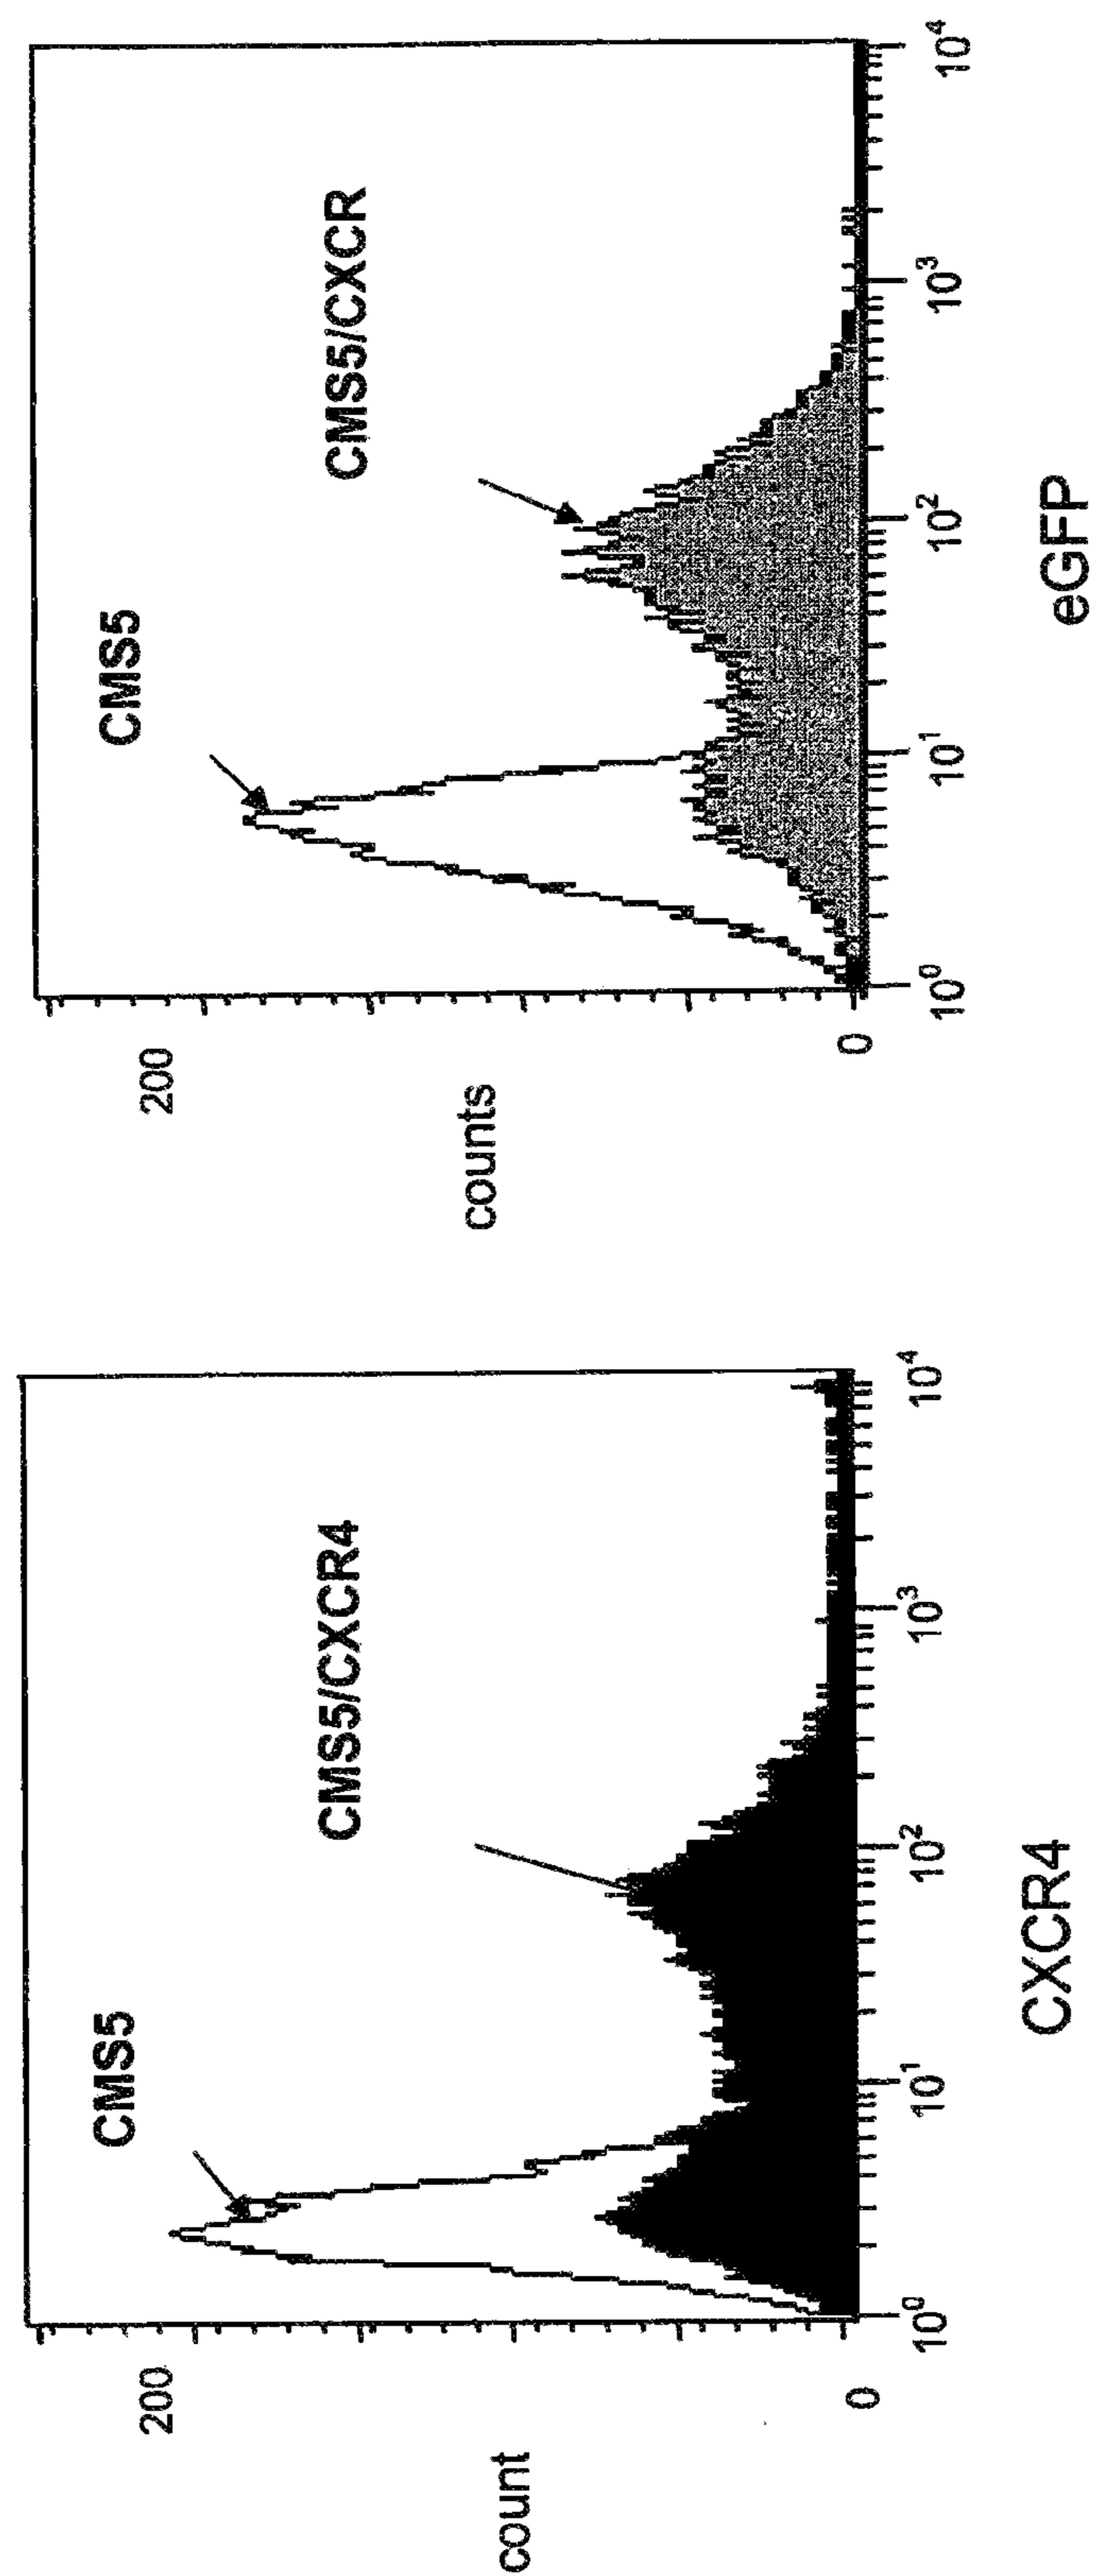 200
count
0
CMS5
CMS5/CXCR4
10⁰
10¹
10²
10³
10⁴
CXCR4
200
counts
0
CMS5
CMS5/CXCR
10⁰
10¹
10²
10³
10⁴
eGFP